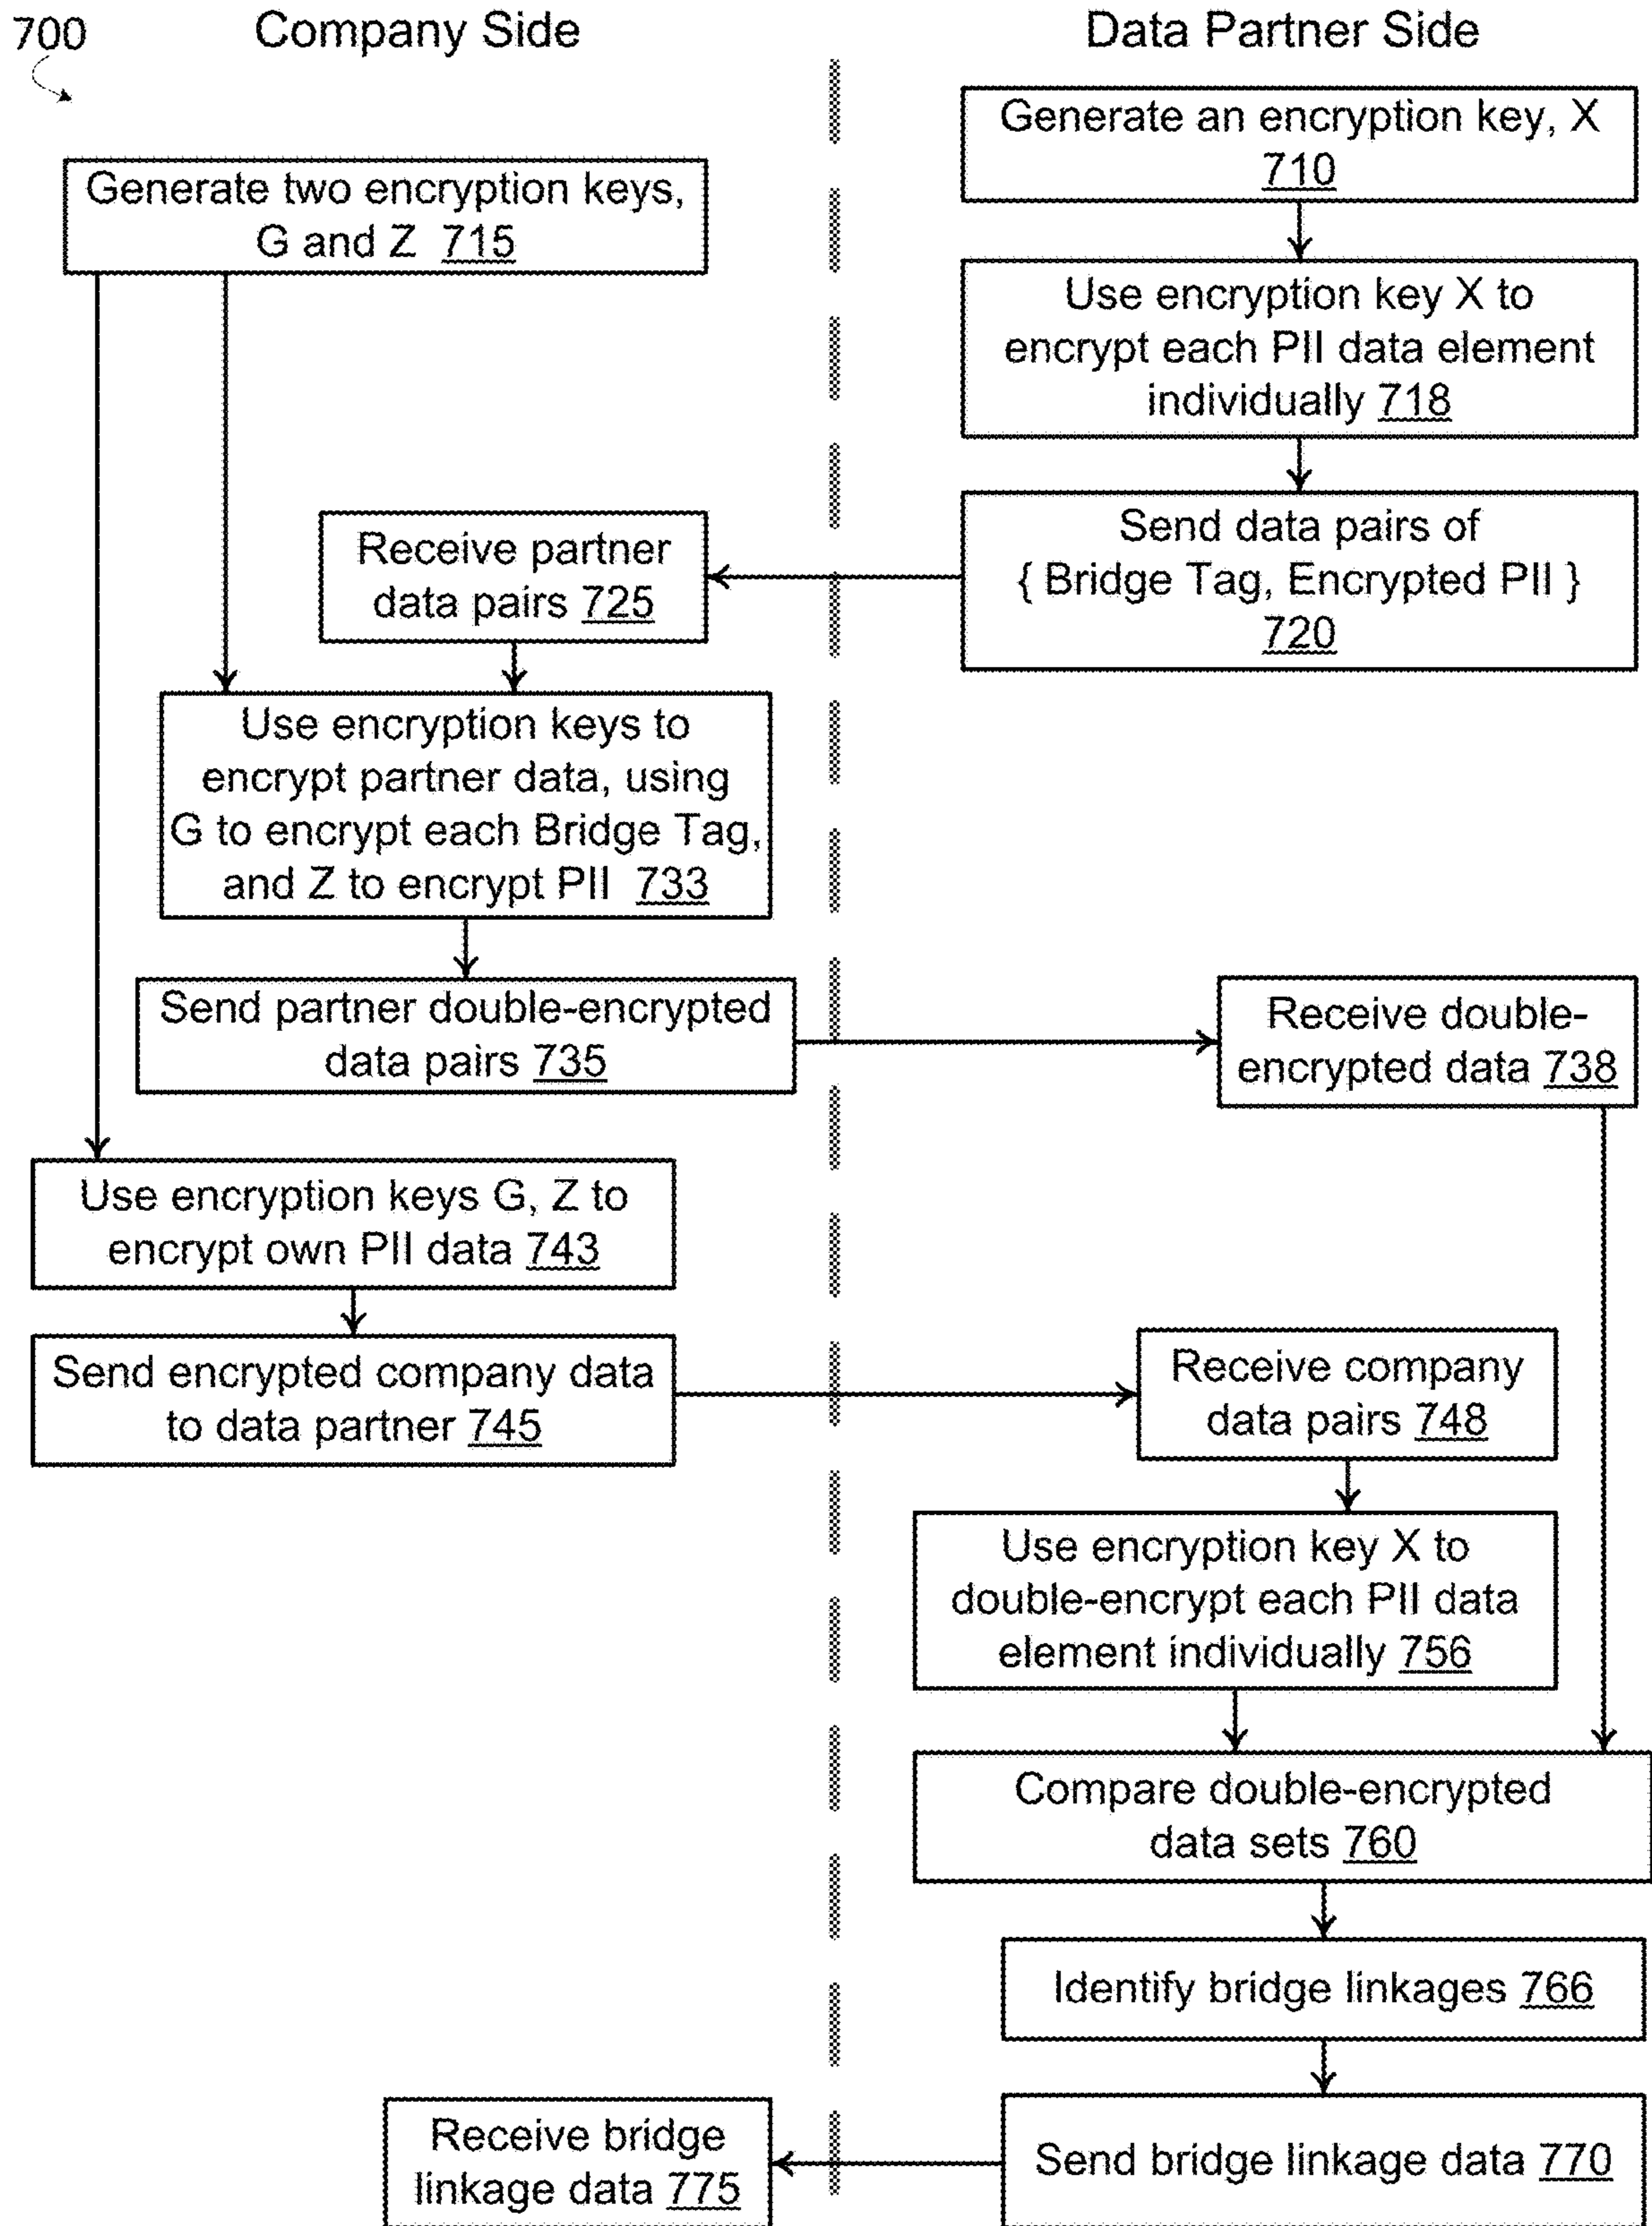 700
Company Side
Data Partner Side
Generate an encryption key, X
710
Generate two encryption keys,
G and Z 715
Use encryption key X to
encrypt each PII data element
individually 718
Send data pairs of
{ Bridge Tag, Encrypted PII }
720
Receive partner
data pairs 725
Use encryption keys to
encrypt partner data, using
G to encrypt each Bridge Tag,
and Z to encrypt PII 733
Send partner double-encrypted
data pairs 735
Receive double-
encrypted data 738
Use encryption keys G, Z to
encrypt own PII data 743
Send encrypted company data
to data partner 745
Receive company
data pairs 748
Use encryption key X to
double-encrypt each PII data
element individually 756
Compare double-encrypted
data sets 760
Identify bridge linkages 766
Send bridge linkage data 770
Receive bridge
linkage data 775